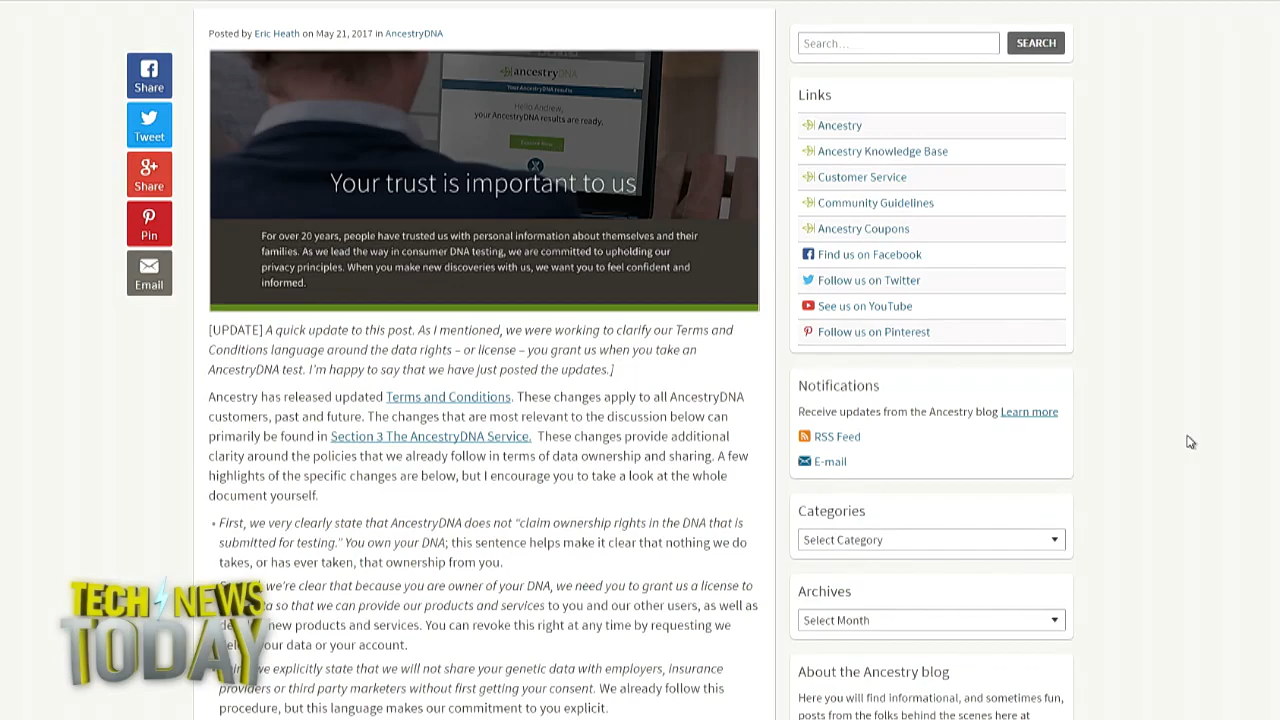 Posted by Eric Heath on May 21, 2017 in AncestryDNA
Share
Tweet
Share
Pin
Email
ancestryDNA
Your AncestryDNA results
Hello Andrew,
your AncestryDNA results are ready.
Your trust is important to us
For over 20 years, people have trusted us with personal information about themselves and their
families. As we lead the way in consumer DNA testing, we are committed to upholding our
privacy principles. When you make new discoveries with us, we want you to feel confident and
informed.
[UPDATE] A quick update to this post. As I mentioned, we were working to clarify our Terms and
Conditions language around the data rights – or license – you grant us when you take an
AncestryDNA test. I'm happy to say that we have just posted the updates.]
Ancestry has released updated Terms and Conditions. These changes apply to all AncestryDNA
customers, past and future. The changes that are most relevant to the discussion below can
primarily be found in Section 3 The AncestryDNA Service. These changes provide additional
clarity around the policies that we already follow in terms of data ownership and sharing. A few
highlights of the specific changes are below, but I encourage you to take a look at the whole
document yourself.
• First, we very clearly state that AncestryDNA does not "claim ownership rights in the DNA that is
submitted for testing." You own your DNA; this sentence helps make it clear that nothing we do
takes, or has ever taken, that ownership from you.
we're clear that because you are owner of your DNA, we need you to grant us a license to
so that we can provide our products and services to you and our other users, as well as
new products and services. You can revoke this right at any time by requesting we
your data or your account.
we explicitly state that we will not share your genetic data with employers, insurance
providers or third party marketers without first getting your consent. We already follow this
procedure, but this language makes our commitment to you explicit.
TECH NEWS
TODAY
Search.....
SEARCH
Links
Ancestry
Ancestry Knowledge Base
Customer Service
Community Guidelines
Ancestry Coupons
Find us on Facebook
Follow us on Twitter
See us on YouTube
Follow us on Pinterest
Notifications
Receive updates from the Ancestry blog Learn more
RSS Feed
E-mail
Categories
Select Category
Archives
Select Month
About the Ancestry blog
Here you will find informational, and sometimes fun,
posts from the folks behind the scenes here at